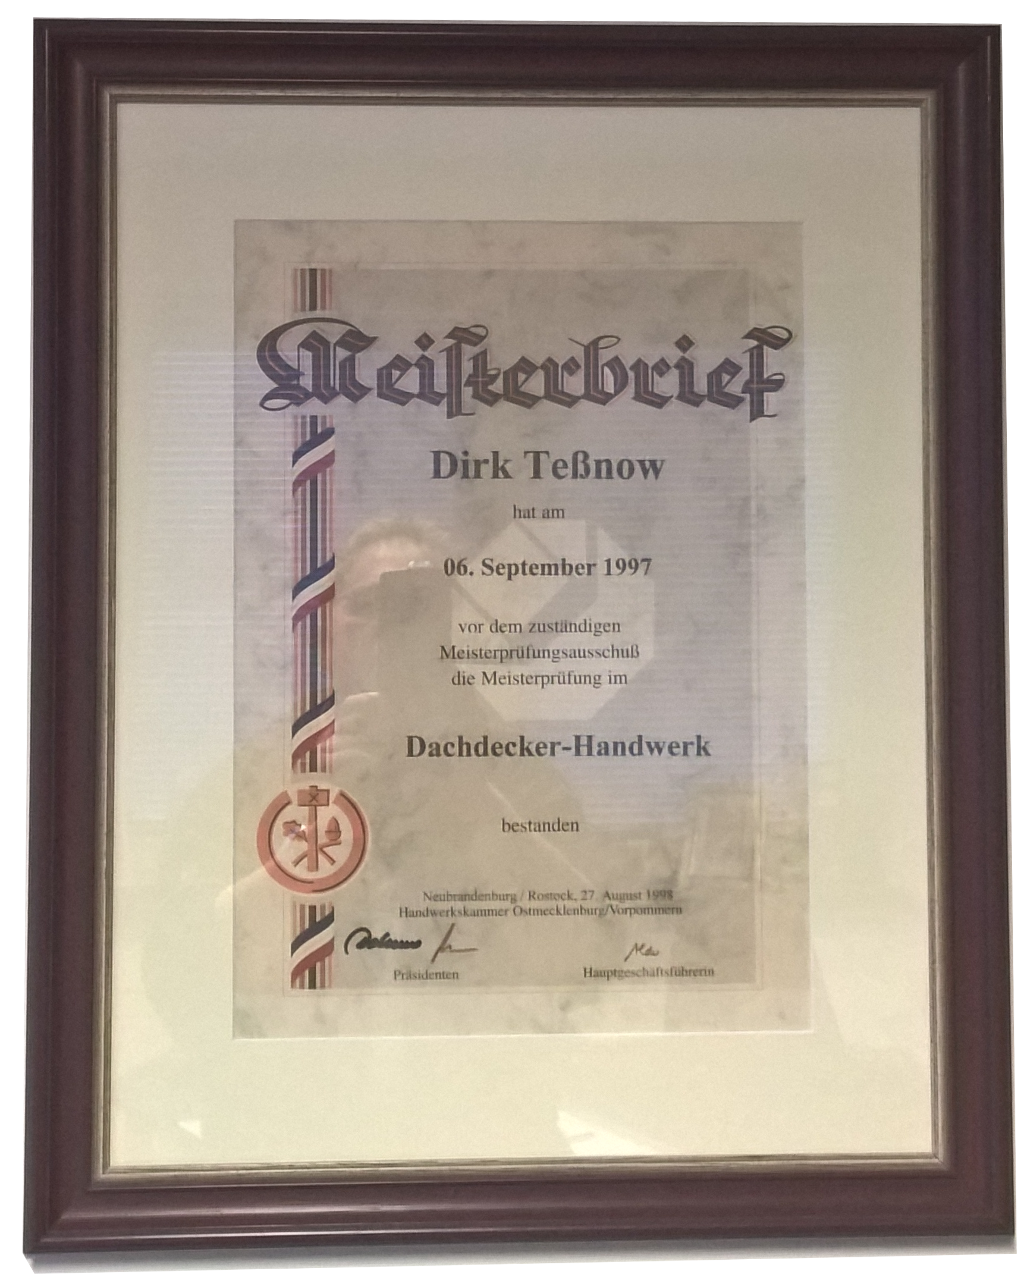 Meisterbrief
Dirk Teßnow
hat am
06. September 1997
vor dem zuständigen
Meisterprüfungsausschuß
die Meisterprüfung im
Dachdecker-Handwerk
bestanden
Neubrandenburg / Rostock, 27. August 1998
Handwerkskammer Ostmecklenburg/Vorpommern
Präsidenten
Hauptgeschäftsführerin